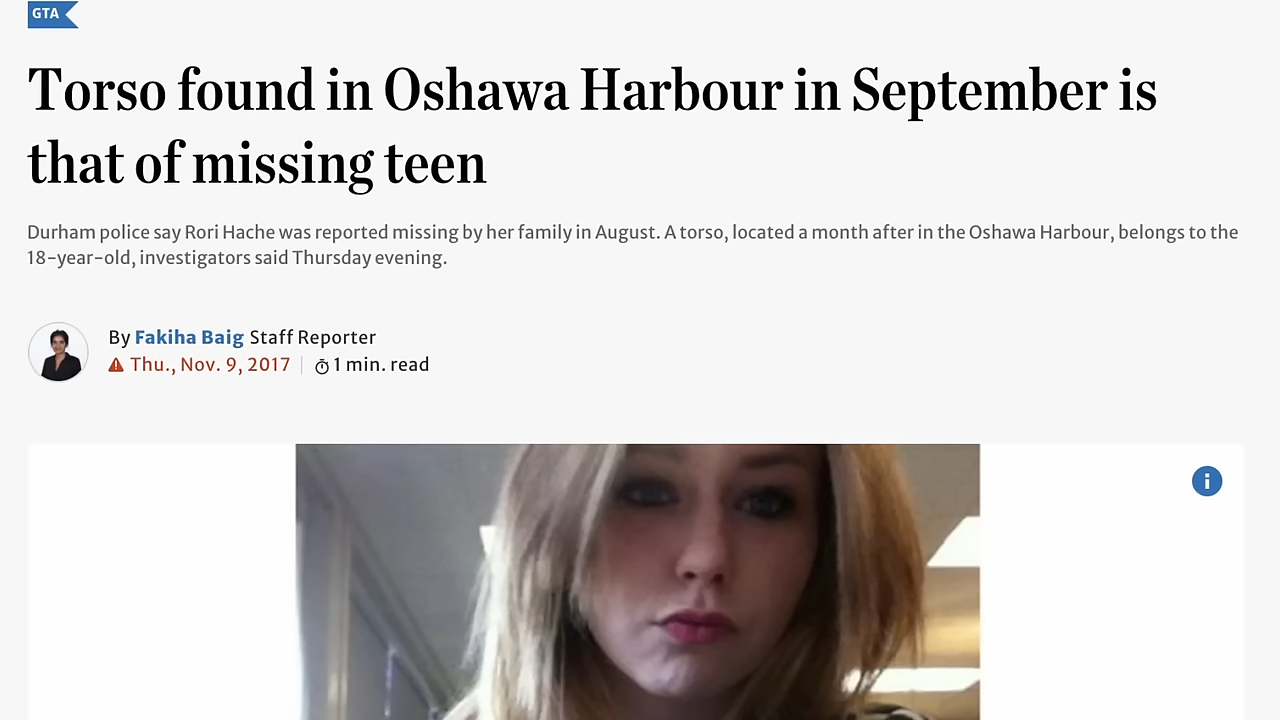 GTA
Torso found in Oshawa Harbour in September is
that of missing teen
Durham police say Rori Hache was reported missing by her family in August. A torso, located a month after in the Oshawa Harbour, belongs to the
18-year-old, investigators said Thursday evening.
By Fakiha Baig Staff Reporter
Thu., Nov. 9, 2017 | 1 min. read
i